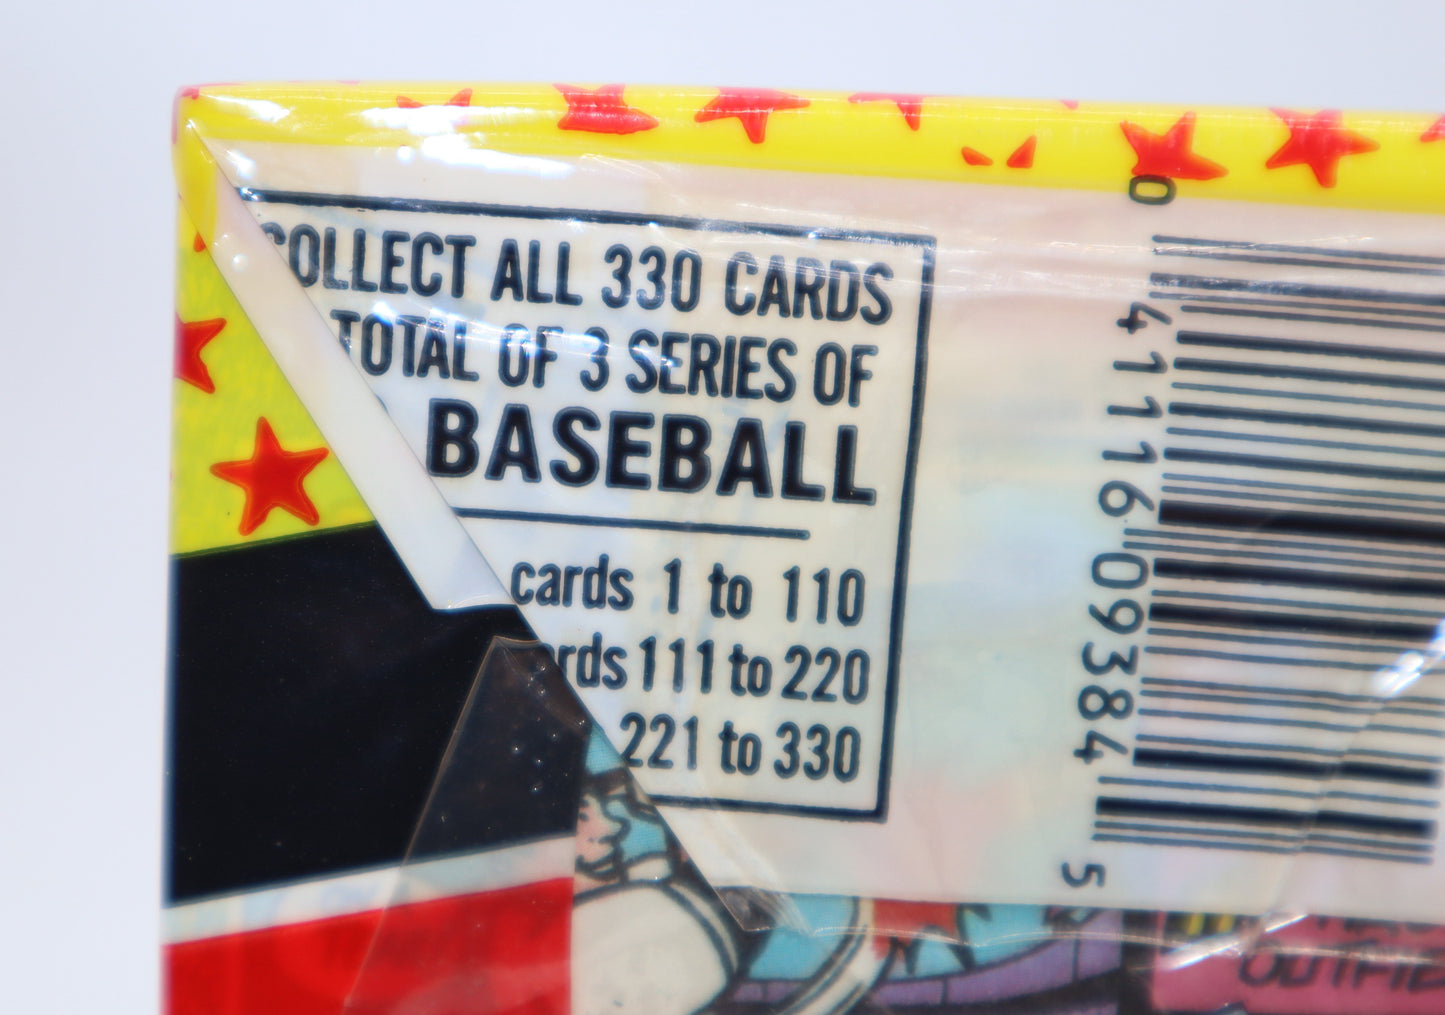 COLLECT ALL 330 CARDS
TOTAL OF 3 SERIES OF
BASEBALL
cards 1 to 110
rds 111 to 220
221 to 330
0 41116 09384 5
OUTFIE